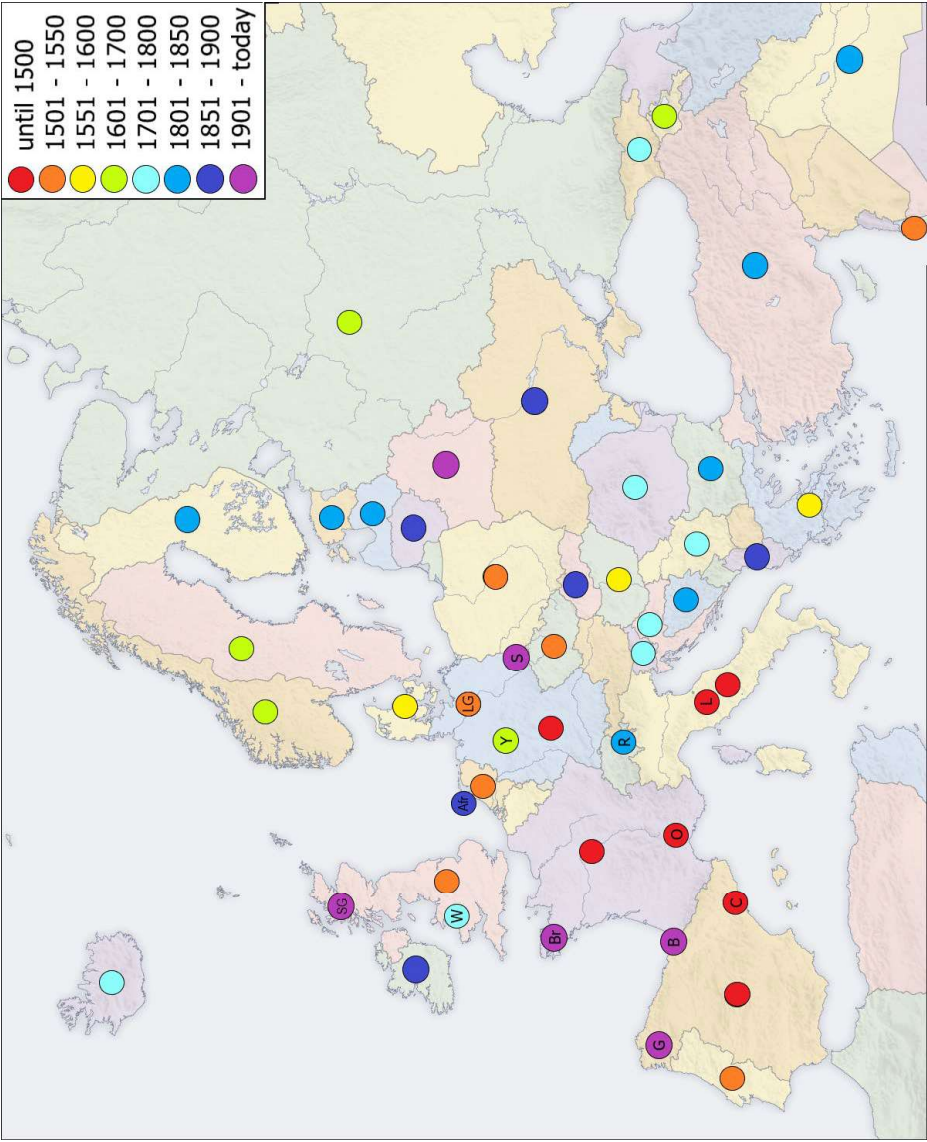 until 1500
1501 - 1550
1551 - 1600
1601 - 1700
1701 - 1800
1801 - 1850
1851 - 1900
1901 - today
SG
W
Br
B
G
C
O
Afr
LG
Y
S
R
L